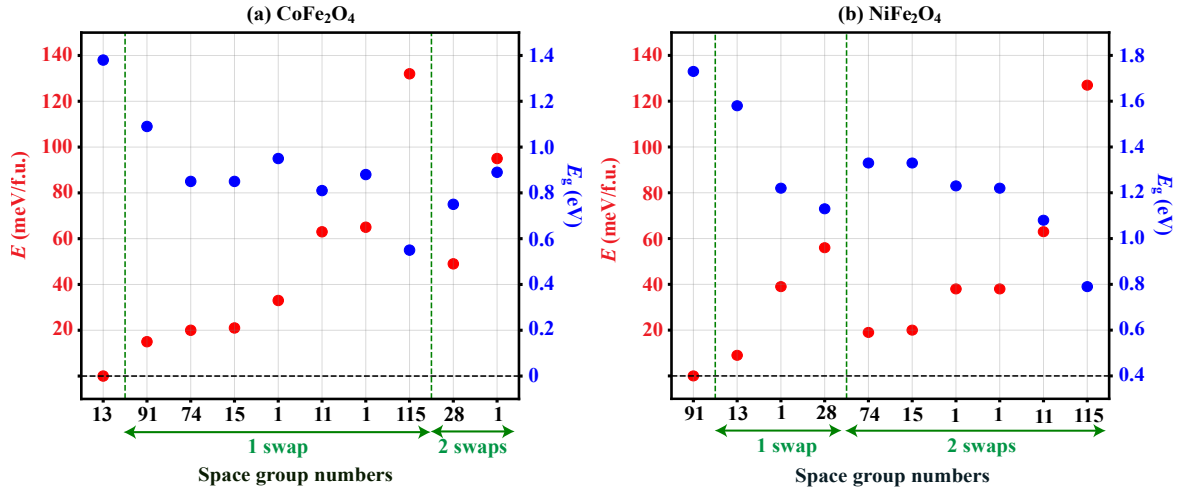 (a) CoFe₂O₄
140
120
100
80
60
40
20
E (meV/f.u.)
1.4
1.2
1.0
0.8
0.6
0.4
0.2
0
E_g (eV)
13 91 74 15 1 11 1 115 28 1
1 swap 2 swaps
Space group numbers
(b) NiFe₂O₄
140
120
100
80
60
40
20
E (meV/f.u.)
1.8
1.6
1.4
1.2
1.0
0.8
0.6
0.4
E_g (eV)
91 13 1 28 74 15 1 1 11 115
1 swap 2 swaps
Space group numbers